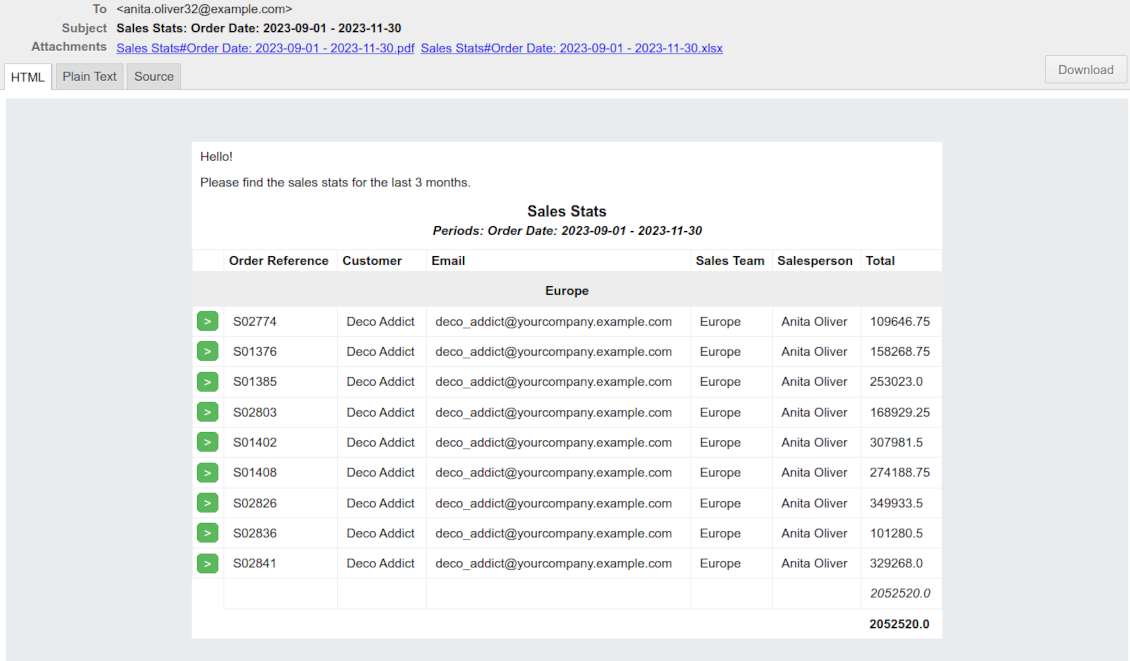 To <anita.oliver32@example.com>
Subject Sales Stats: Order Date: 2023-09-01 - 2023-11-30
Attachments Sales Stats#Order Date: 2023-09-01 - 2023-11-30.pdf Sales Stats#Order Date: 2023-09-01 - 2023-11-30.xlsx
HTML Plain Text Source Download
Hello!
Please find the sales stats for the last 3 months.
Sales Stats
Periods: Order Date: 2023-09-01 - 2023-11-30
Order Reference Customer Email Sales Team Salesperson Total
Europe
> S02774 Deco Addict deco_addict@yourcompany.example.com Europe Anita Oliver 109646.75
> S01376 Deco Addict deco_addict@yourcompany.example.com Europe Anita Oliver 158268.75
> S01385 Deco Addict deco_addict@yourcompany.example.com Europe Anita Oliver 253023.0
> S02803 Deco Addict deco_addict@yourcompany.example.com Europe Anita Oliver 168929.25
> S01402 Deco Addict deco_addict@yourcompany.example.com Europe Anita Oliver 307981.5
> S01408 Deco Addict deco_addict@yourcompany.example.com Europe Anita Oliver 274188.75
> S02826 Deco Addict deco_addict@yourcompany.example.com Europe Anita Oliver 349933.5
> S02836 Deco Addict deco_addict@yourcompany.example.com Europe Anita Oliver 101280.5
> S02841 Deco Addict deco_addict@yourcompany.example.com Europe Anita Oliver 329268.0
2052520.0
2052520.0